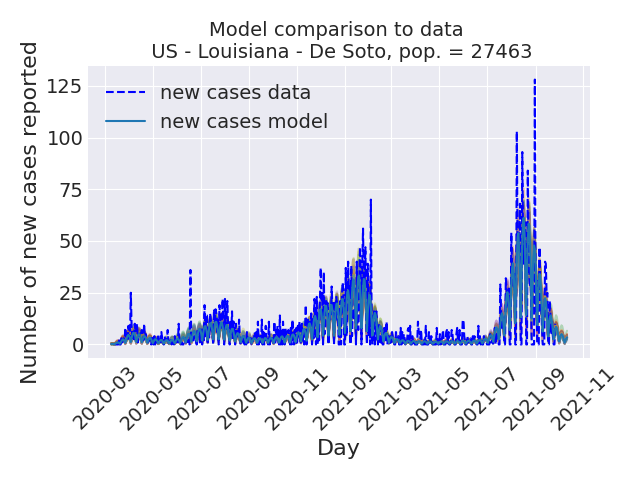 Model comparison to data
US - Louisiana - De Soto, pop. = 27463
Number of new cases reported
125
100
75
50
25
0
new cases data
new cases model
2020-03
2020-05
2020-07
2020-09
2020-11
2021-01
2021-03
2021-05
2021-07
2021-09
2021-11
Day